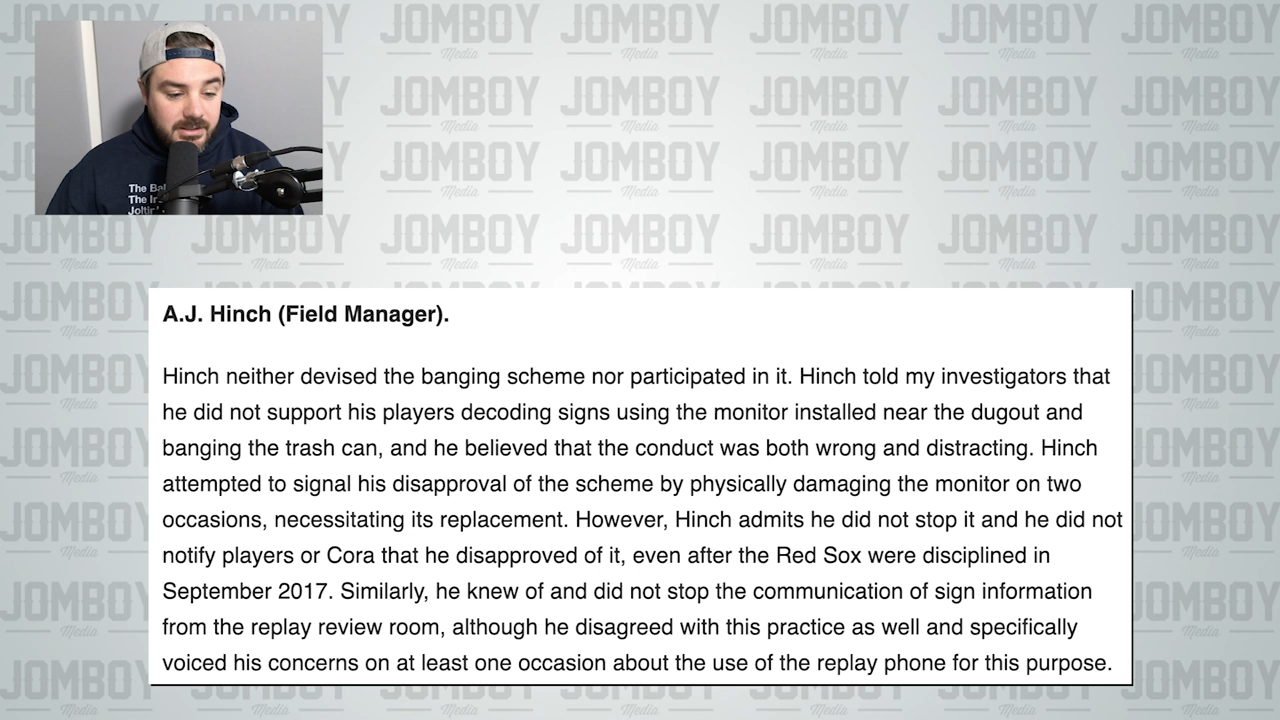 The Bal
The Ir
Joltin'
JOMBOY
Media
A.J. Hinch (Field Manager).
Hinch neither devised the banging scheme nor participated in it. Hinch told my investigators that
he did not support his players decoding signs using the monitor installed near the dugout and
banging the trash can, and he believed that the conduct was both wrong and distracting. Hinch
attempted to signal his disapproval of the scheme by physically damaging the monitor on two
occasions, necessitating its replacement. However, Hinch admits he did not stop it and he did not
notify players or Cora that he disapproved of it, even after the Red Sox were disciplined in
September 2017. Similarly, he knew of and did not stop the communication of sign information
from the replay review room, although he disagreed with this practice as well and specifically
voiced his concerns on at least one occasion about the use of the replay phone for this purpose.